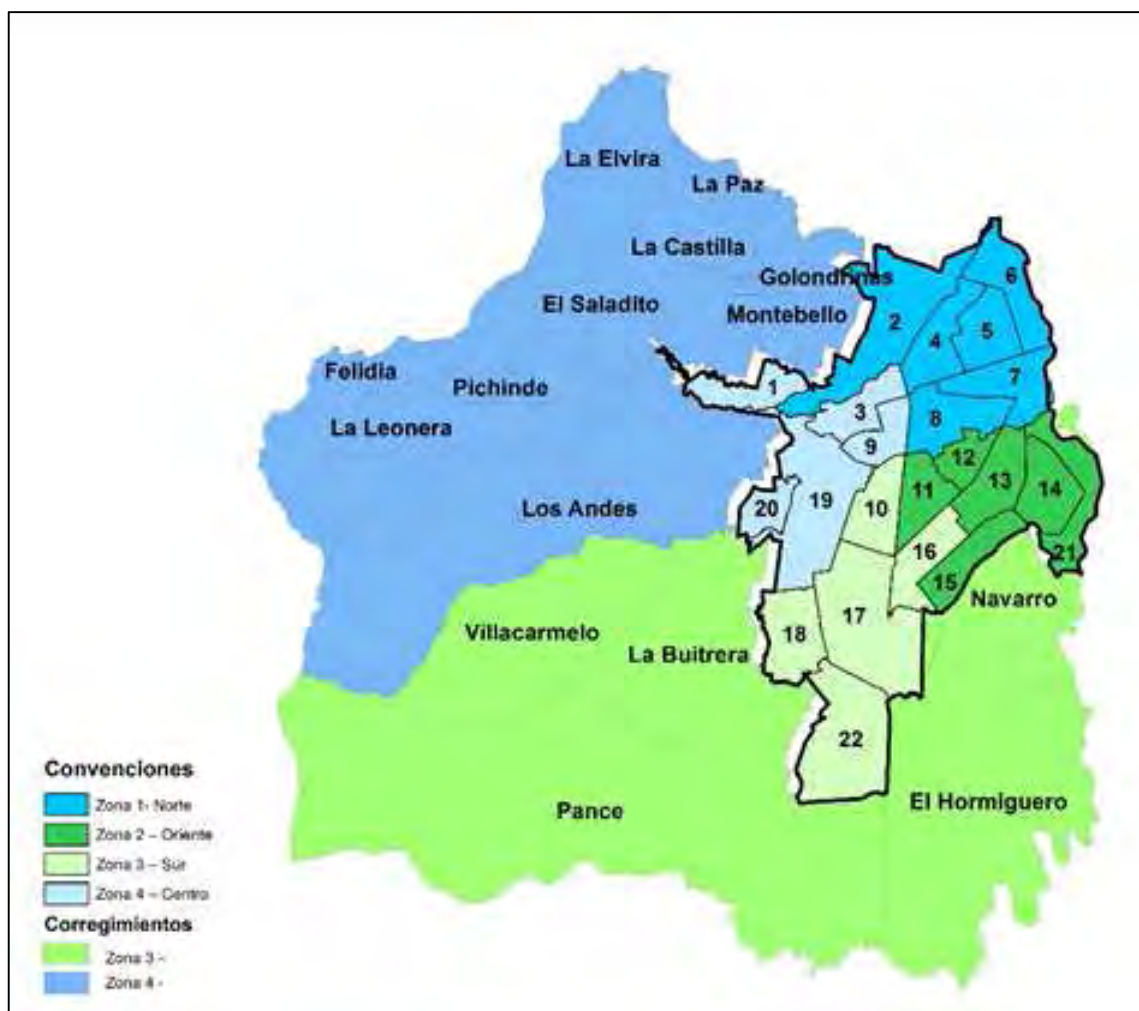 La Elvira
La Paz
La Castilla
Golondrinas
El Saladito
Montebello
Felidia
Pichinde
La Leonera
Los Andes
Villacarmelo
La Buitrera
Navarro
Pance
El Hormiguero
6
2
4
5
7
1
3
8
9
12
13
14
11
10
19
20
16
21
15
17
18
22
Convenciones
Zona 1- Norte
Zona 2 – Oriente
Zona 3 – Sur
Zona 4 – Centro
Corregimientos
Zona 3 -
Zona 4 -